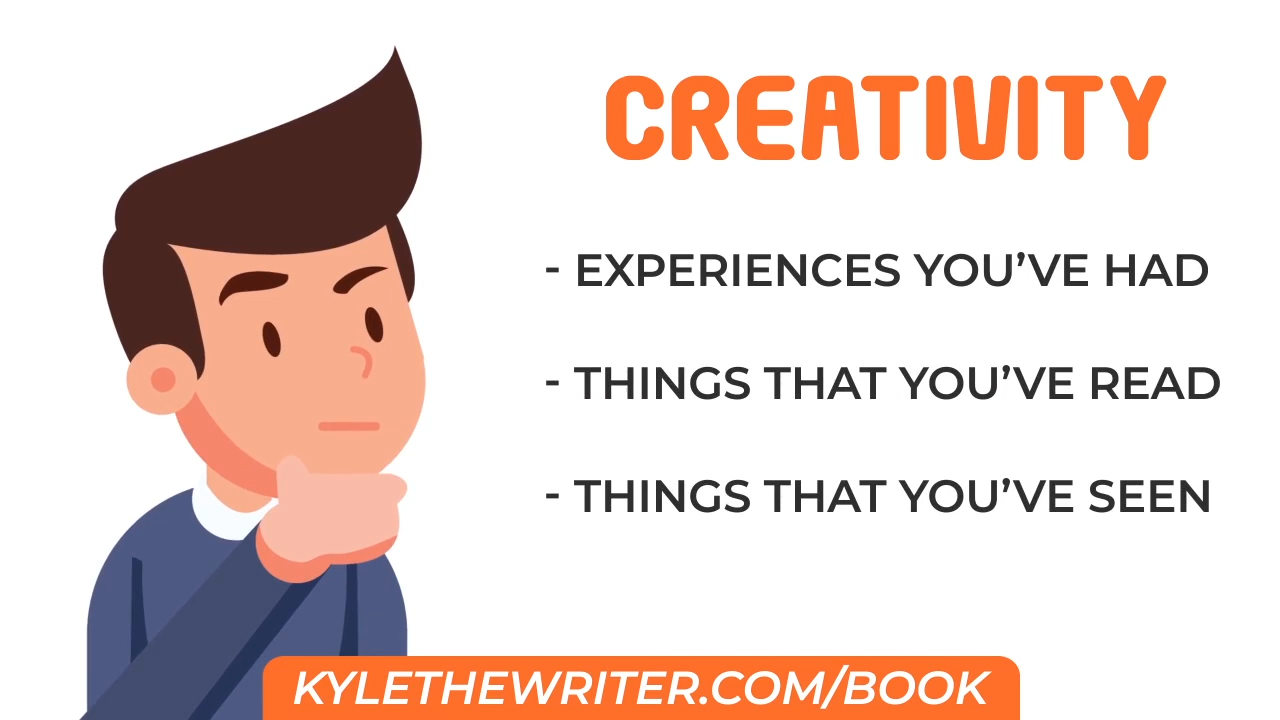 CREATIVITY
- EXPERIENCES YOU’VE HAD
- THINGS THAT YOU’VE READ
- THINGS THAT YOU’VE SEEN
KYLETHEWRITER.COM/BOOK